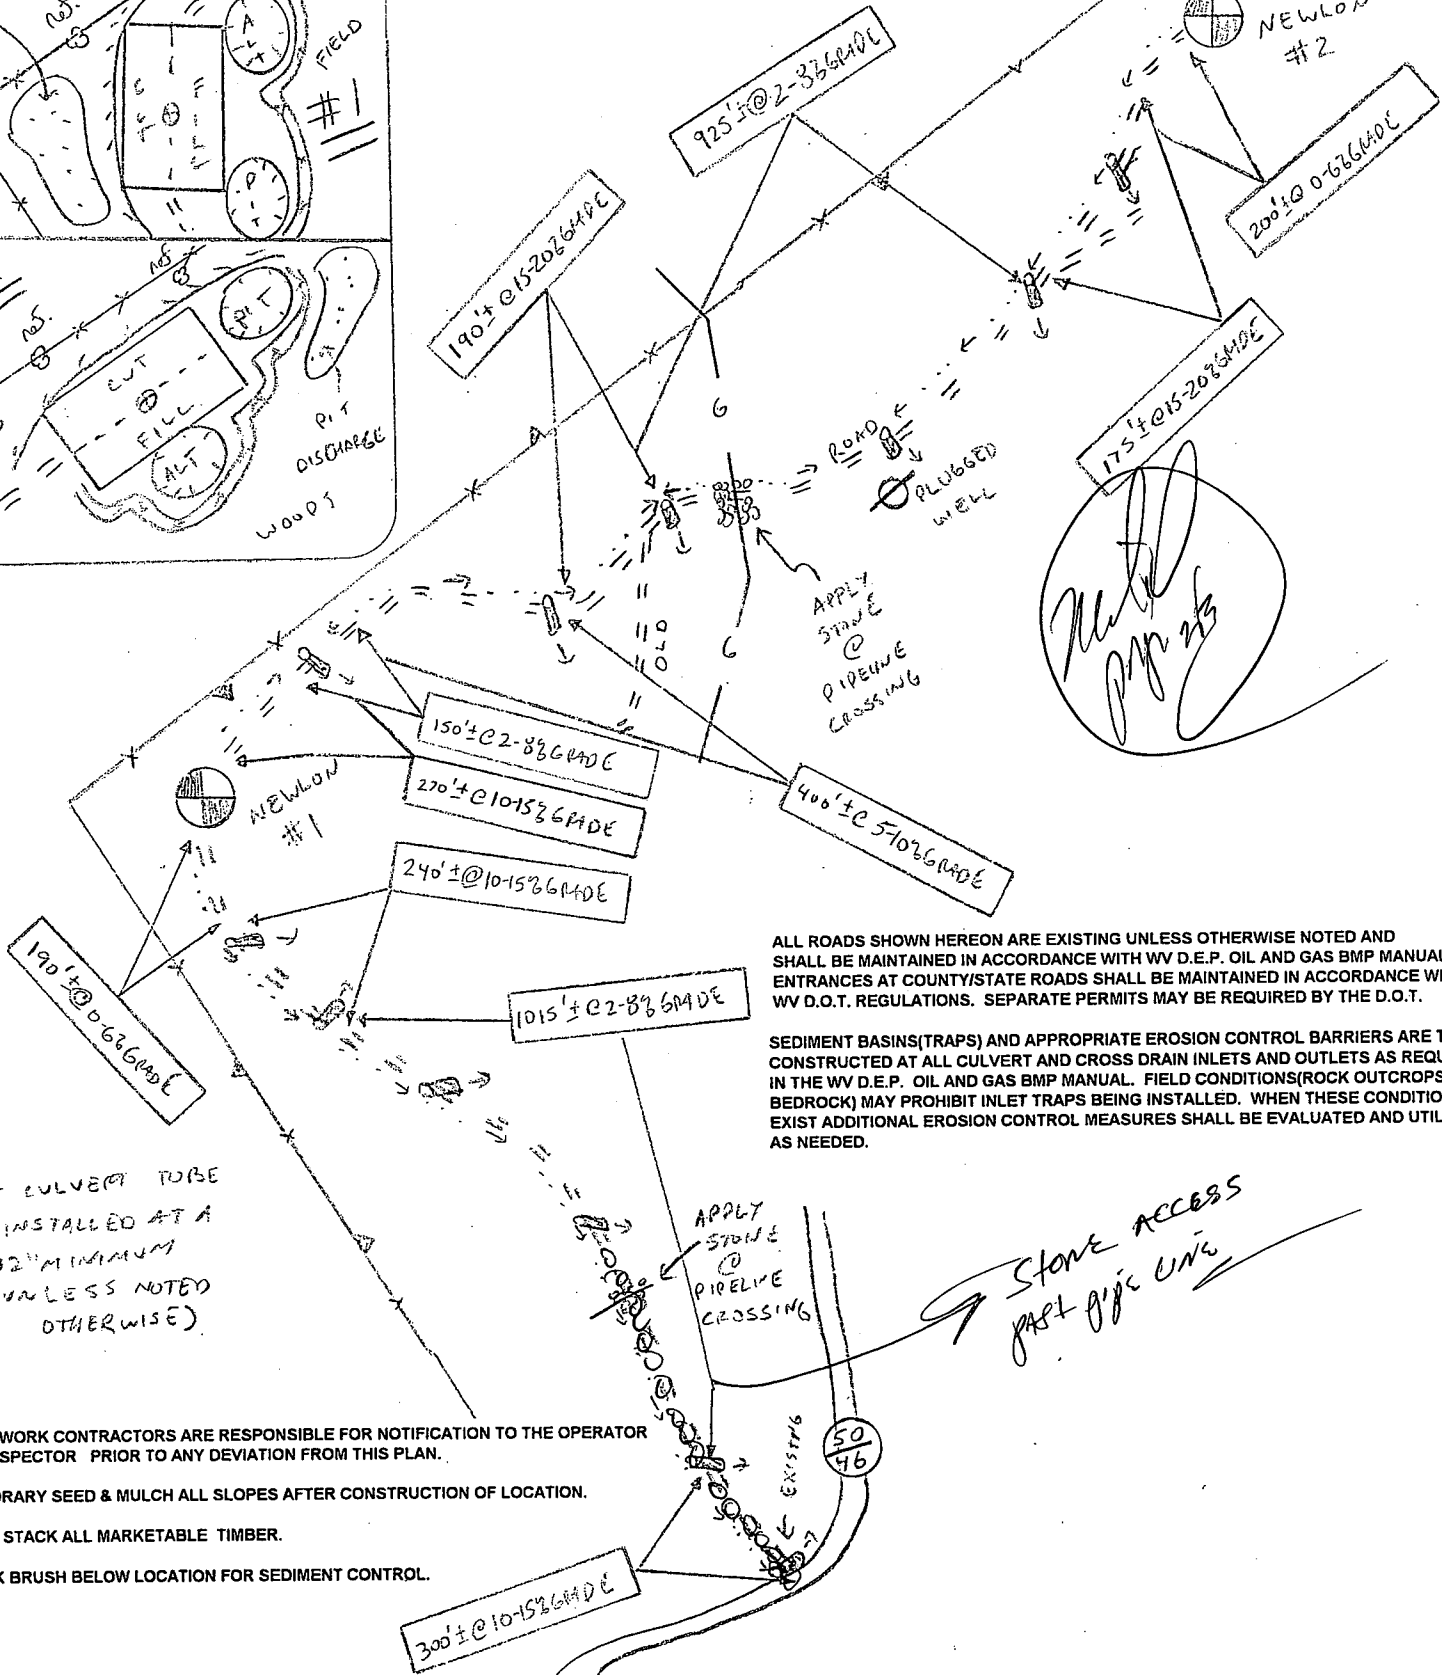 ref.
CUT
FILL
ALT
PIT
FIELD
#1
ref.
ref.
PIT
CUT
FILL
ALT
PIT
DISCHARGE
WOODS
NEWLON
#2
925'± @ 2-8% GRADE
200'± @ 0-6% GRADE
190'± @ 15-20% GRADE
175'± @ 15-20% GRADE
6
ROAD
PLUGGED
WELL
APPLY
STONE
@
PIPELINE
CROSSING
6
150'± @ 2-8% GRADE
270'± @ 10-15% GRADE
400'± @ 5-10% GRADE
NEWLON
#1
240'± @ 10-15% GRADE
190'± @ 0-6% GRADE
1015'± @ 2-8% GRADE
ALL ROADS SHOWN HEREON ARE EXISTING UNLESS OTHERWISE NOTED AND
SHALL BE MAINTAINED IN ACCORDANCE WITH WV D.E.P. OIL AND GAS BMP MANUAL
ENTRANCES AT COUNTY/STATE ROADS SHALL BE MAINTAINED IN ACCORDANCE WI
WV D.O.T. REGULATIONS. SEPARATE PERMITS MAY BE REQUIRED BY THE D.O.T.
SEDIMENT BASINS(TRAPS) AND APPROPRIATE EROSION CONTROL BARRIERS ARE T
CONSTRUCTED AT ALL CULVERT AND CROSS DRAIN INLETS AND OUTLETS AS REQU
IN THE WV D.E.P. OIL AND GAS BMP MANUAL. FIELD CONDITIONS(ROCK OUTCROPS
BEDROCK) MAY PROHIBIT INLET TRAPS BEING INSTALLED. WHEN THESE CONDITIO
EXIST ADDITIONAL EROSION CONTROL MEASURES SHALL BE EVALUATED AND UTIL
AS NEEDED.
CULVERT TUBE
INSTALLED AT A
2" MINIMUM
UNLESS NOTED
OTHERWISE)
APPLY
STONE
@
PIPELINE
CROSSING
Stone ACCESS
past pipe LINE
EXISTING
50
46
WORK CONTRACTORS ARE RESPONSIBLE FOR NOTIFICATION TO THE OPERATOR
SPECTOR PRIOR TO ANY DEVIATION FROM THIS PLAN.
RARY SEED & MULCH ALL SLOPES AFTER CONSTRUCTION OF LOCATION.
STACK ALL MARKETABLE TIMBER.
K BRUSH BELOW LOCATION FOR SEDIMENT CONTROL.
300'± @ 10-15% GRADE